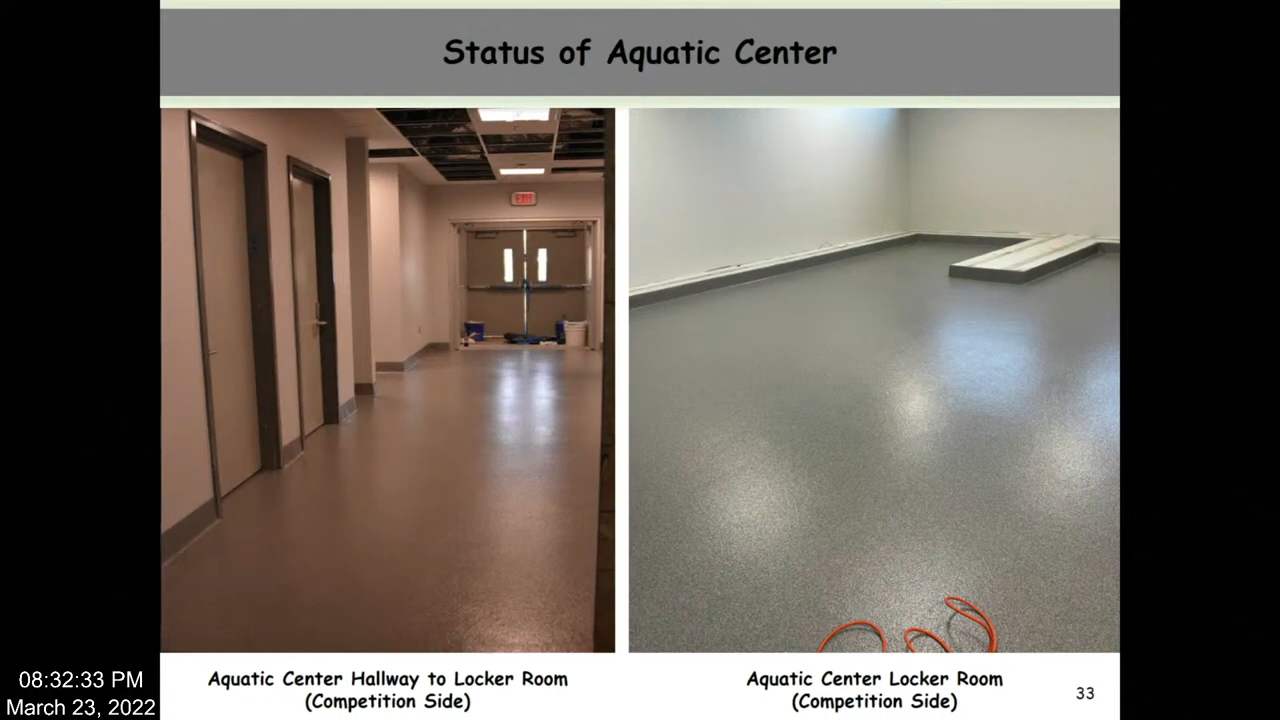 Status of Aquatic Center
EXIT
Aquatic Center Hallway to Locker Room
(Competition Side)
Aquatic Center Locker Room
(Competition Side)
33
08:32:33 PM
March 23, 2022